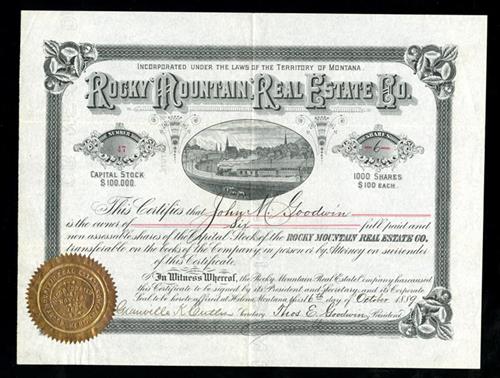 INCORPORATED UNDER THE LAWS OF THE TERRITORY OF MONTANA.
ROCKY MOUNTAIN REAL ESTATE CO.
NUMBER
47
SHARES
6
CAPITAL STOCK
$100,000.
1000 SHARES
$100 EACH.
This Certifies that John M. Goodwin
is the owner of Six full paid and
non assessable shares of the Capital Stock of the ROCKY MOUNTAIN REAL ESTATE CO.
transferable on the books of the Company in person or by Attorney on surrender
of this Certificate.
In Witness Whereof, the Rocky Mountain Real Estate Company has caused
this Certificate to be signed by its President and Secretary and its Corporate
Seal to be hereto affixed at Helena, Montana, this 16th day of October 1889
Secretary Thos E. Goodwin President